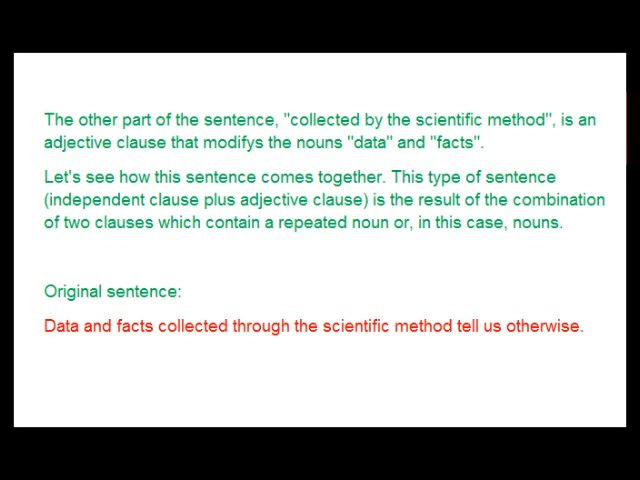 The other part of the sentence, "collected by the scientific method", is an
adjective clause that modifys the nouns "data" and "facts".
Let's see how this sentence comes together. This type of sentence
(independent clause plus adjective clause) is the result of the combination
of two clauses which contain a repeated noun or, in this case, nouns.
Original sentence:
Data and facts collected through the scientific method tell us otherwise.